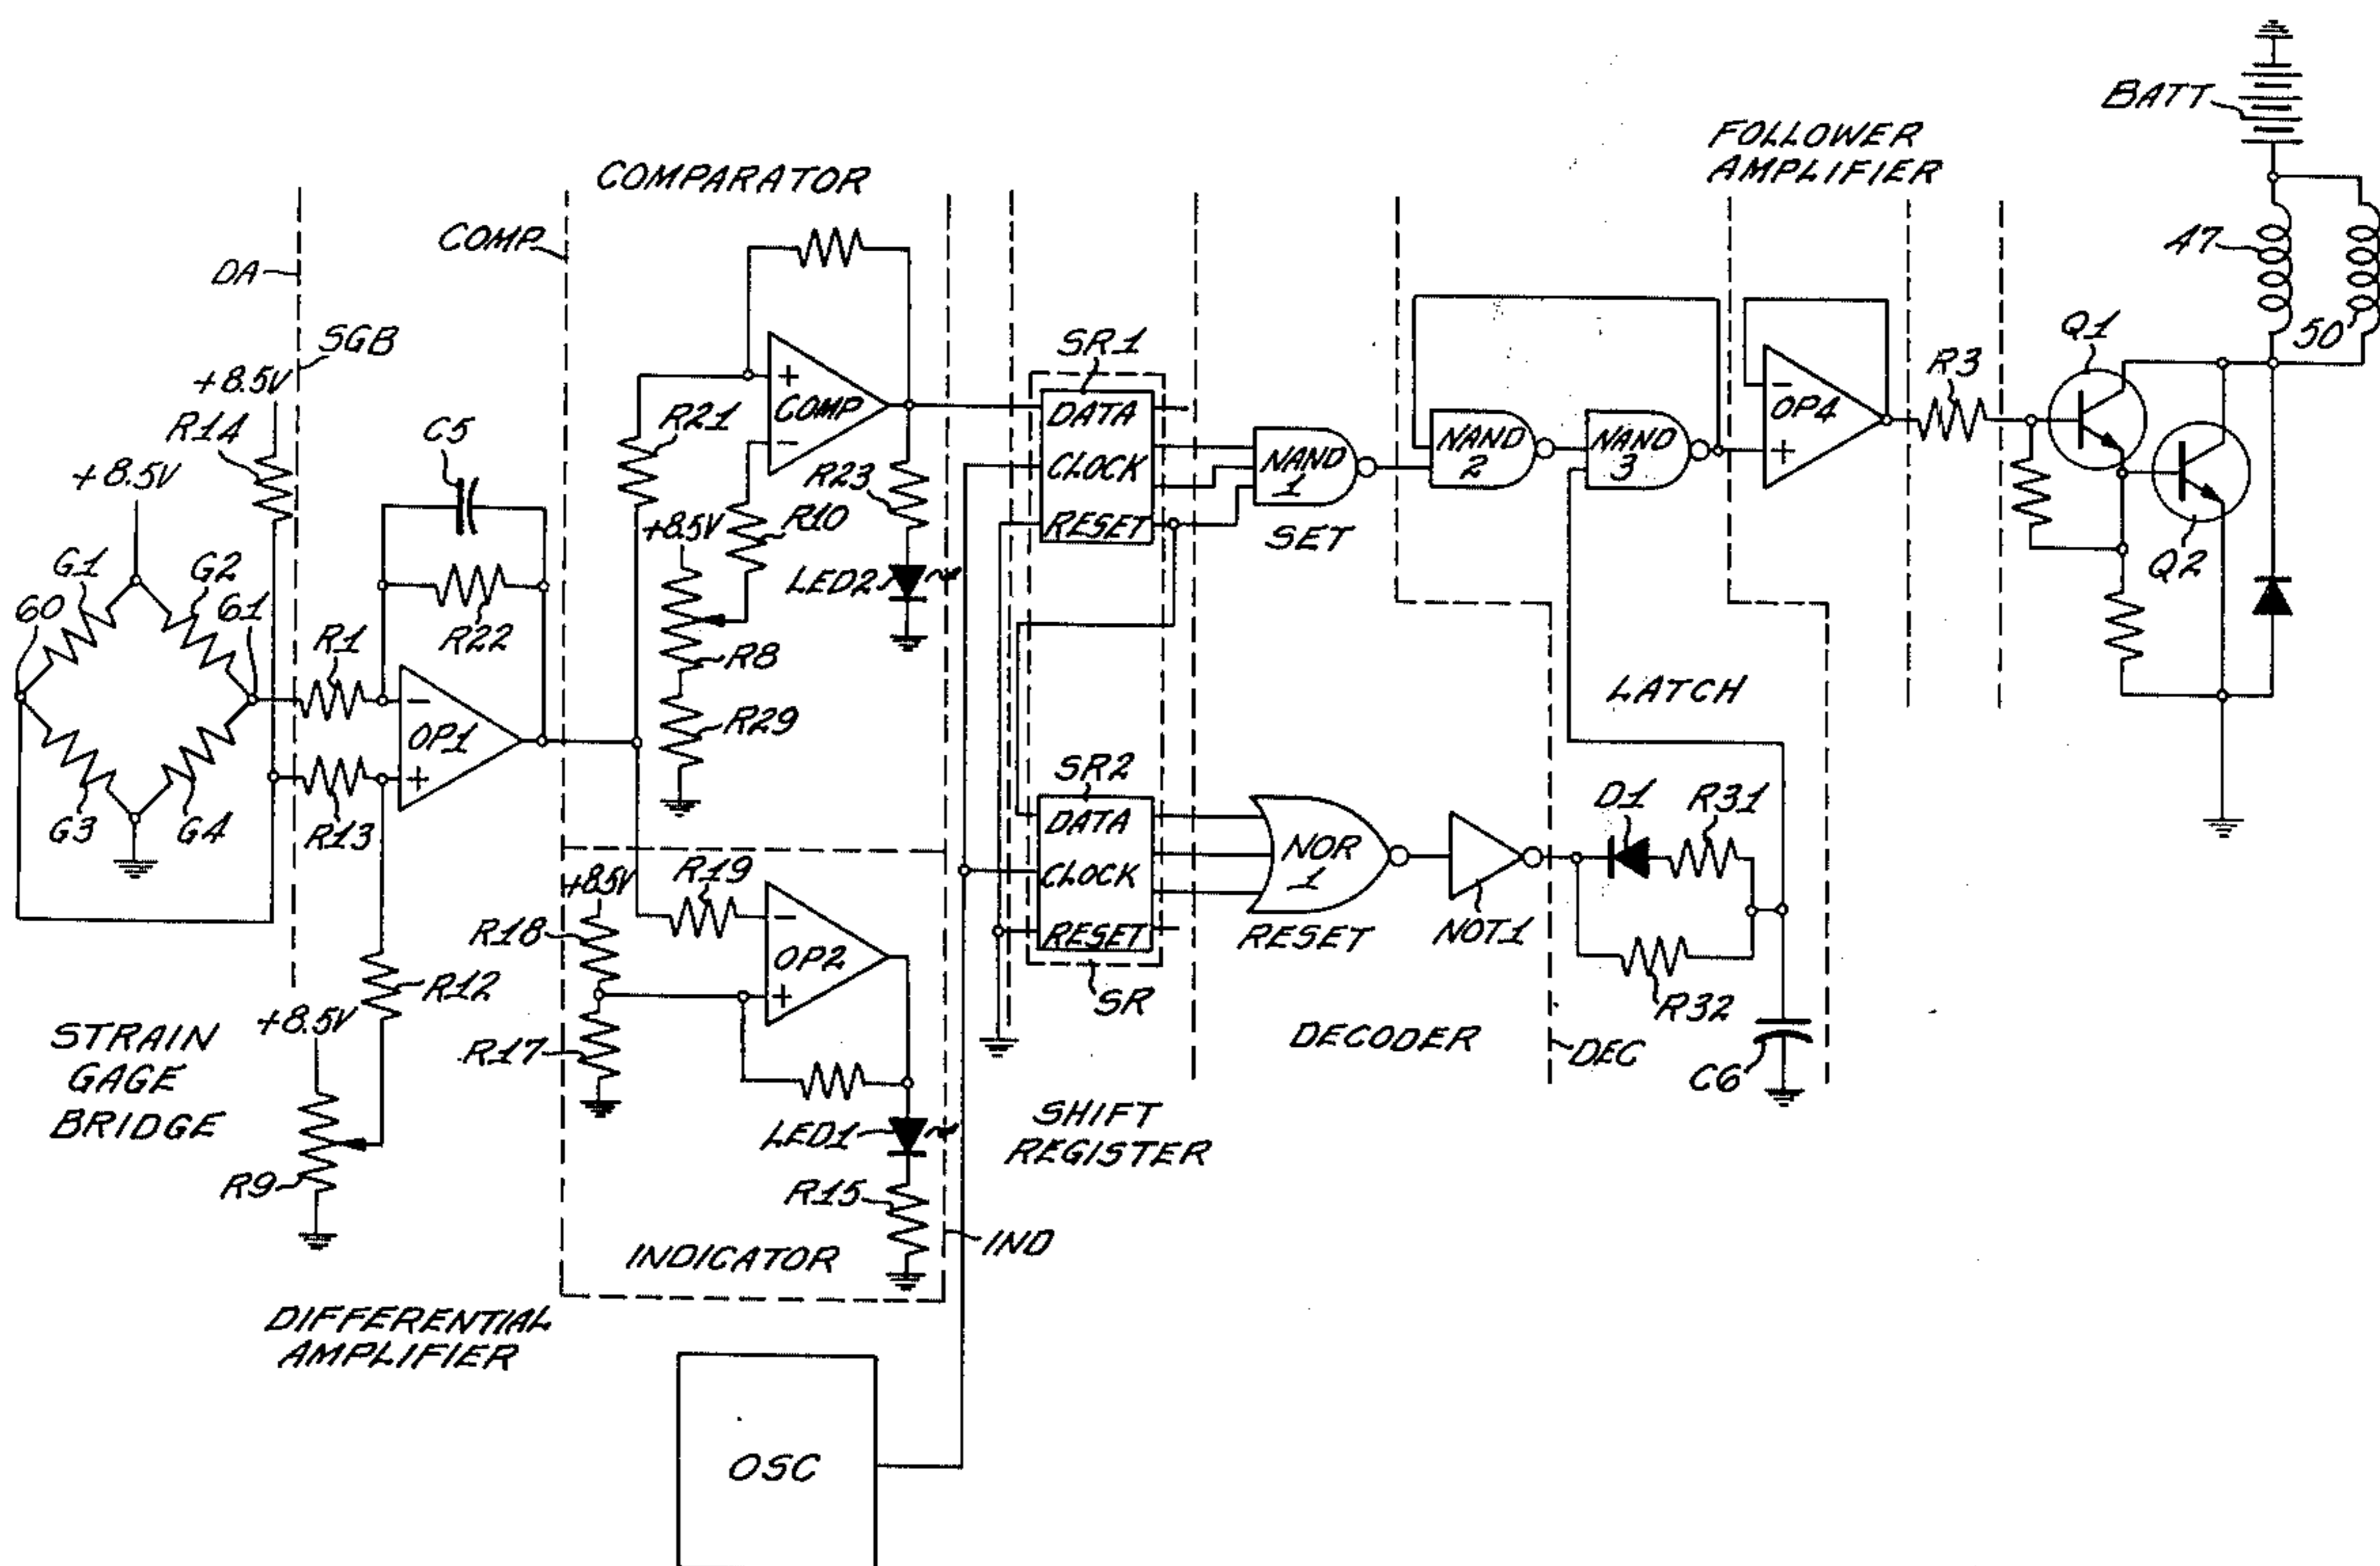 BATT
FOLLOWER
AMPLIFIER
COMPARATOR
COMP
DA
SGB
+8.5V
R14
+8.5V
C5
G1
G2
60
61
R1
R22
OP1
-
+
G3
G4
R13
R12
+8.5V
R9
STRAIN
GAGE
BRIDGE
DIFFERENTIAL
AMPLIFIER
R21
+
COMP
-
R23
+8.5V
R10
LED2
R8
R29
R19
+8.5V
R18
-
OP2
+
R17
LED1
R15
INDICATOR
IND
OSC
SR1
DATA
CLOCK
RESET
SR2
DATA
CLOCK
RESET
SR
SHIFT
REGISTER
NAND
1
SET
NOR
1
RESET
NOT1
DECODER
DEC
NAND
2
NAND
3
LATCH
D1
R31
R32
C6
-
OP4
+
R3
Q1
Q2
47
50